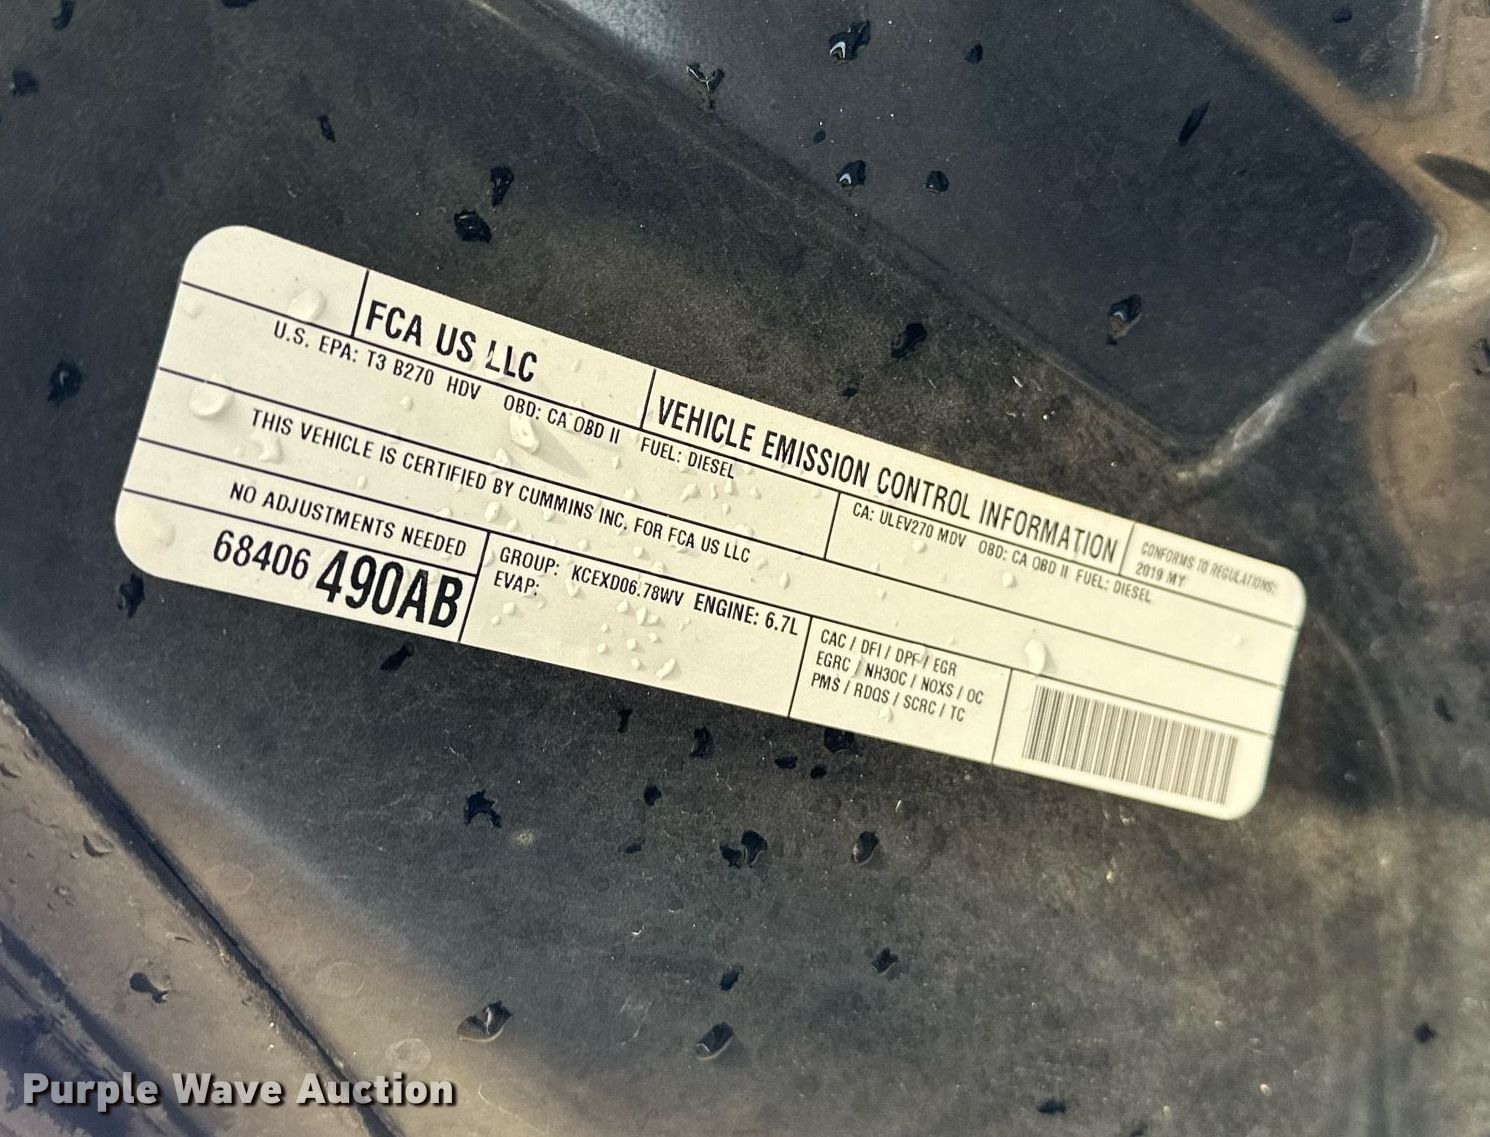 FCA US LLC
VEHICLE EMISSION CONTROL INFORMATION
CONFORMS TO REGULATIONS:
2019 MY
U.S. EPA: T3 B270 HDV OBD: CA OBD II FUEL: DIESEL
CA: ULEV270 MDV OBD: CA OBD II FUEL: DIESEL
THIS VEHICLE IS CERTIFIED BY CUMMINS INC. FOR FCA US LLC
NO ADJUSTMENTS NEEDED
68406 490AB
GROUP: KCEXD06.78WV ENGINE: 6.7L
EVAP:
CAC / DFI / DPF / EGR
EGRC / NH3OC / NOXS / OC
PMS / RDQS / SCRC / TC
Purple Wave Auction